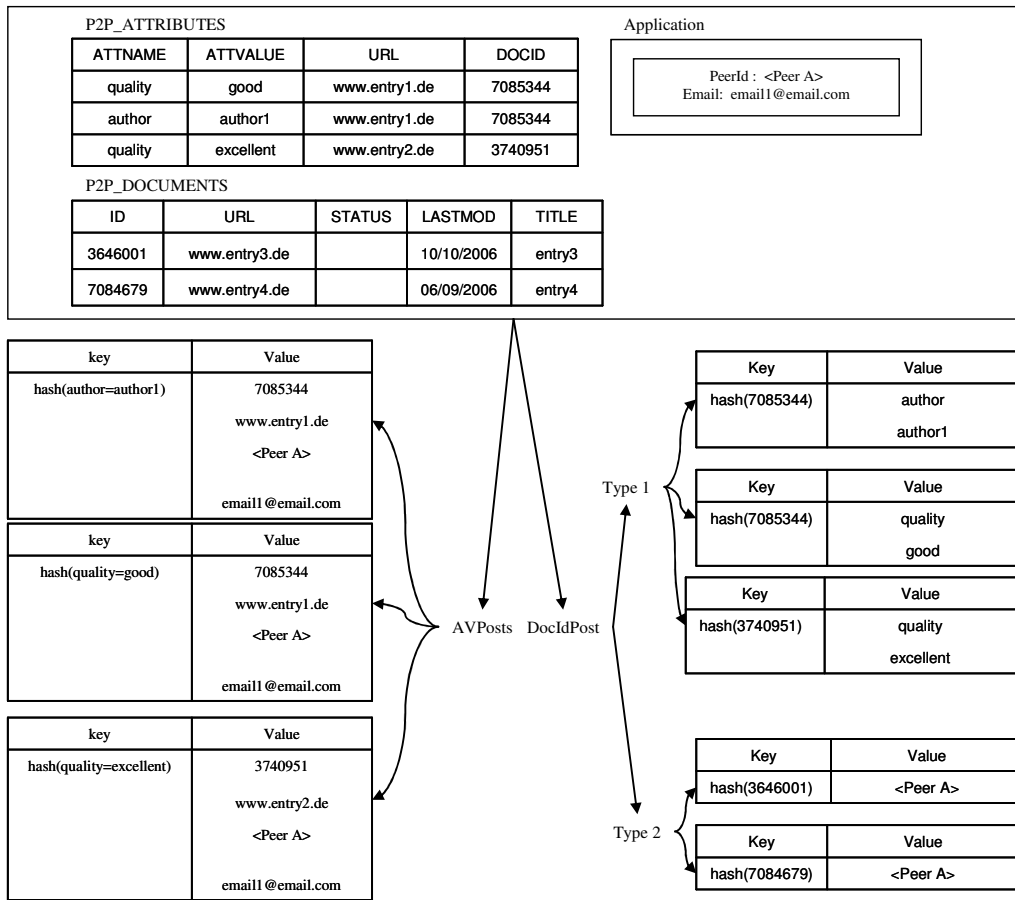 P2P_ATTRIBUTES
ATTNAME ATTVALUE URL DOCID
quality good www.entry1.de 7085344
author author1 www.entry1.de 7085344
quality excellent www.entry2.de 3740951
Application
PeerId : <Peer A>
Email: email1@email.com
P2P_DOCUMENTS
ID URL STATUS LASTMOD TITLE
3646001 www.entry3.de 10/10/2006 entry3
7084679 www.entry4.de 06/09/2006 entry4
key Value
hash(author=author1) 7085344
www.entry1.de
<Peer A>
email1@email.com
key Value
hash(quality=good) 7085344
www.entry1.de
<Peer A>
email1@email.com
key Value
hash(quality=excellent) 3740951
www.entry2.de
<Peer A>
email1@email.com
AVPosts DocIdPost
Type 1
Key Value
hash(7085344) author
author1
Key Value
hash(7085344) quality
good
Key Value
hash(3740951) quality
excellent
Type 2
Key Value
hash(3646001) <Peer A>
Key Value
hash(7084679) <Peer A>